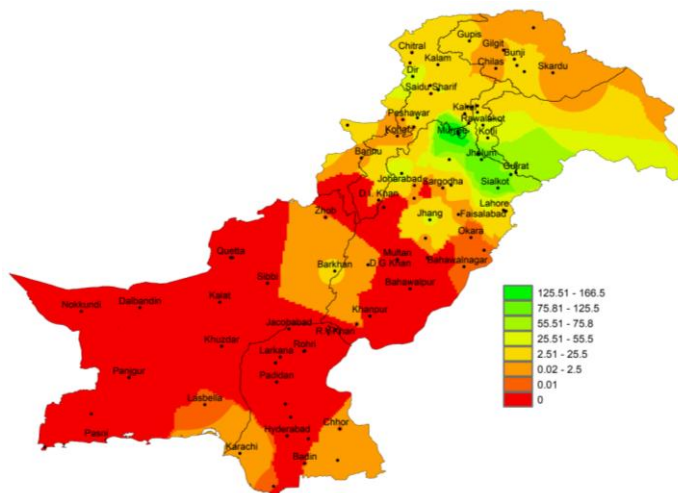 Gupis
Chitral
Gilgit
Bunji
Kalam
Chilas
Skardu
Dir
Saidu Sharif
Kakul
Peshawar
Rawalakot
Murree
Kotli
Kohat
Bannu
Jhelum
Gujrat
Joharabad
Sargodha
Sialkot
D.I. Khan
Lahore
Zhob
Jhang
Faisalabad
Okara
Quetta
Multan
Barkhan
D.G.Khan
Bahawalnagar
Sibbi
Bahawalpur
Nokkundi
Dalbandin
Kalat
Khanpur
Jacobabad
R.Y.Khan
Khuzdar
Rohri
Larkana
Panjgur
Padidan
Lasbella
Pasni
Hyderabad
Chhor
Karachi
Badin
125.51 - 166.5
75.81 - 125.5
55.51 - 75.8
25.51 - 55.5
2.51 - 25.5
0.02 - 2.5
0.01
0